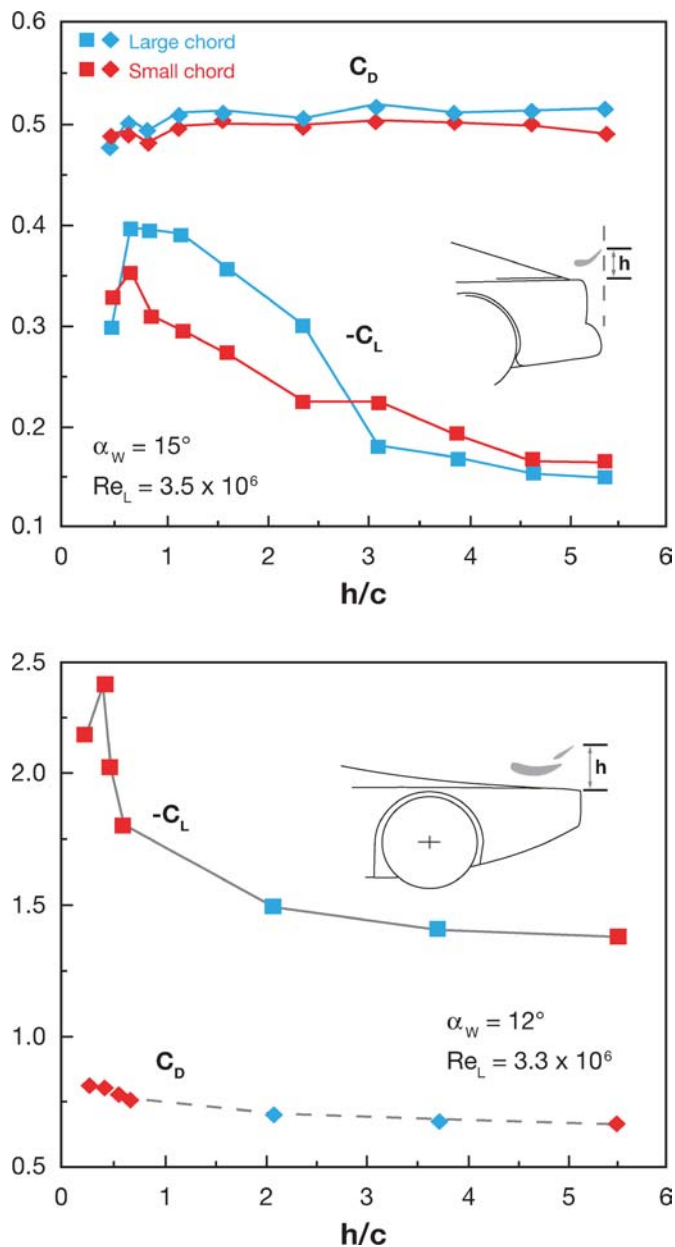 0.6
Large chord
Small chord
C_D
0.5
0.4
h
0.3
-C_L
0.2
α_W = 15°
Re_L = 3.5 x 10^6
0.1
0 1 2 3 4 5 6
h/c
2.5
h
2.0
-C_L
1.5
α_W = 12°
1.0
C_D
Re_L = 3.3 x 10^6
0.5
0 1 2 3 4 5 6
h/c